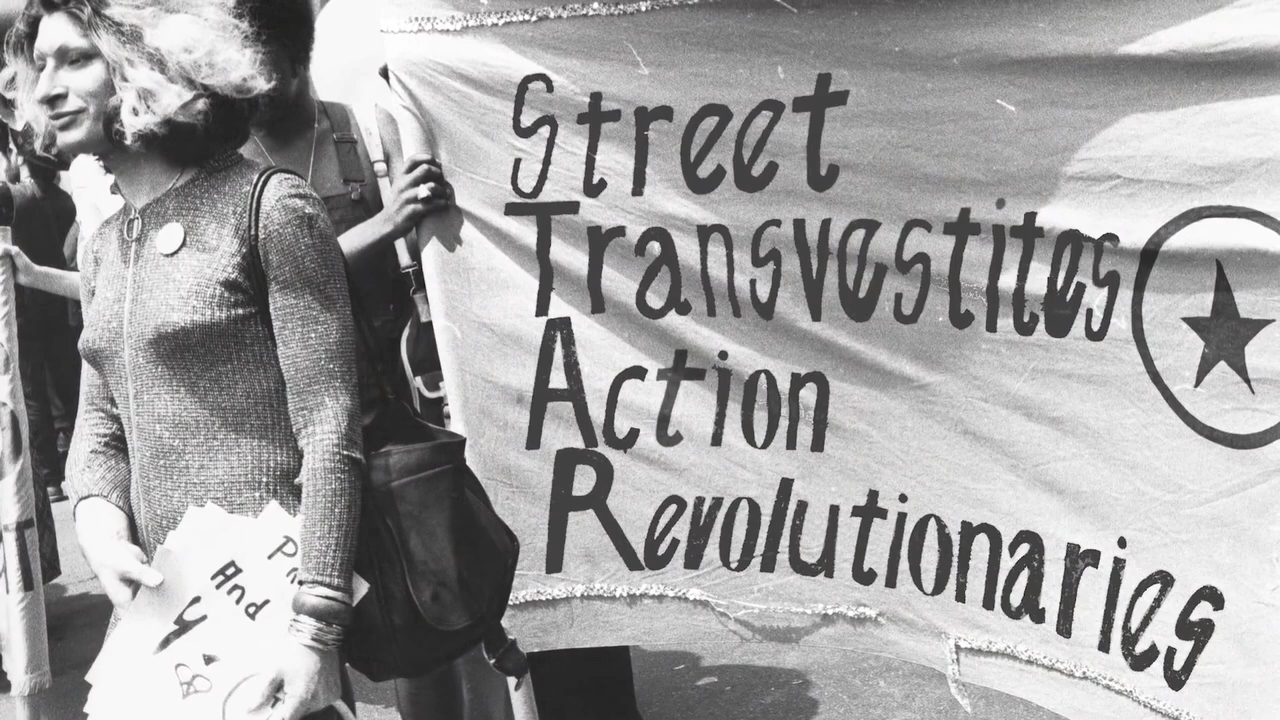 Street
Transvestites
Action
Revolutionaries
And